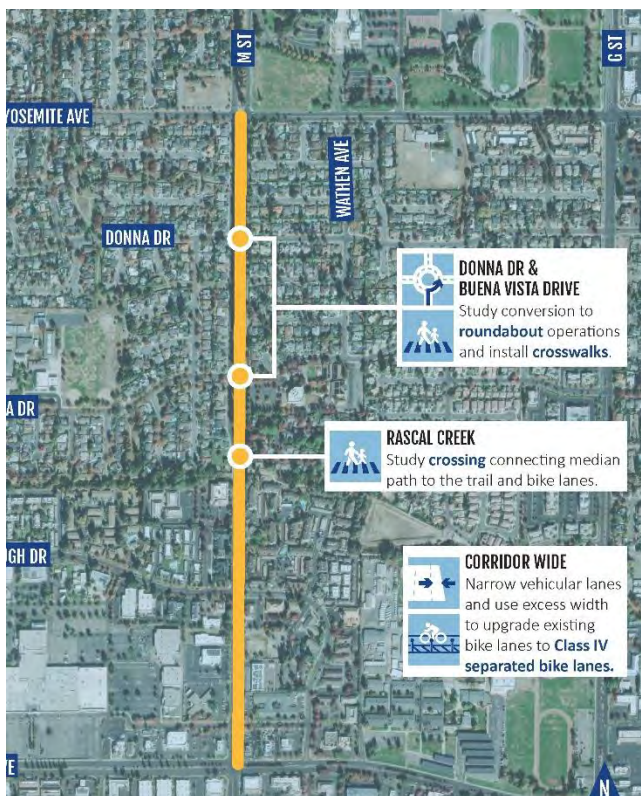 M ST
G ST
YOSEMITE AVE
WATHEN AVE
DONNA DR
DONNA DR &
BUENA VISTA DRIVE
Study conversion to
roundabout operations
and install crosswalks.
A DR
RASCAL CREEK
Study crossing connecting median
path to the trail and bike lanes.
GH DR
CORRIDOR WIDE
Narrow vehicular lanes
and use excess width
to upgrade existing
bike lanes to Class IV
separated bike lanes.
VE
N